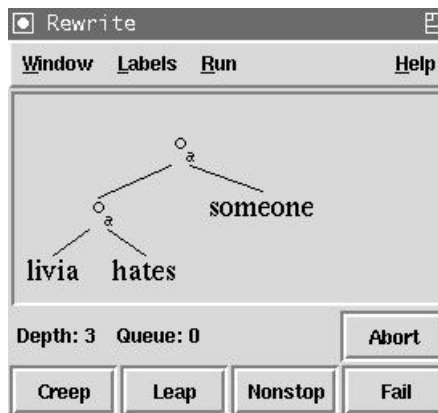 Rewrite
Window Labels Run Help
o a
o a someone
livia hates
Depth: 3 Queue: 0 Abort
Creep Leap Nonstop Fail